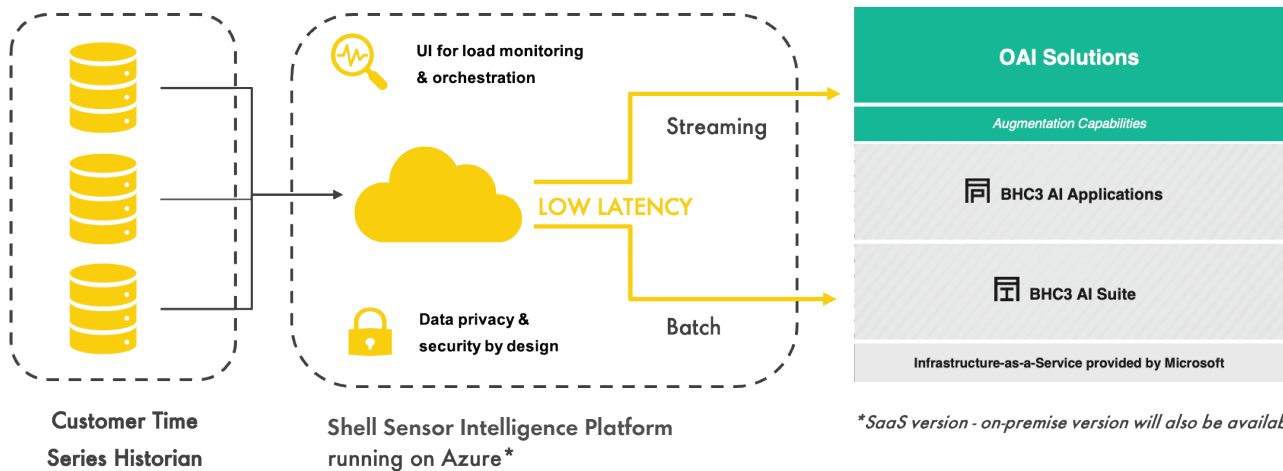 UI for load monitoring
& orchestration
Streaming
LOW LATENCY
Batch
Data privacy &
security by design
OAI Solutions
Augmentation Capabilities
BHC3 AI Applications
BHC3 AI Suite
Infrastructure-as-a-Service provided by Microsoft
Customer Time
Series Historian
Shell Sensor Intelligence Platform
running on Azure*
*SaaS version - on-premise version will also be